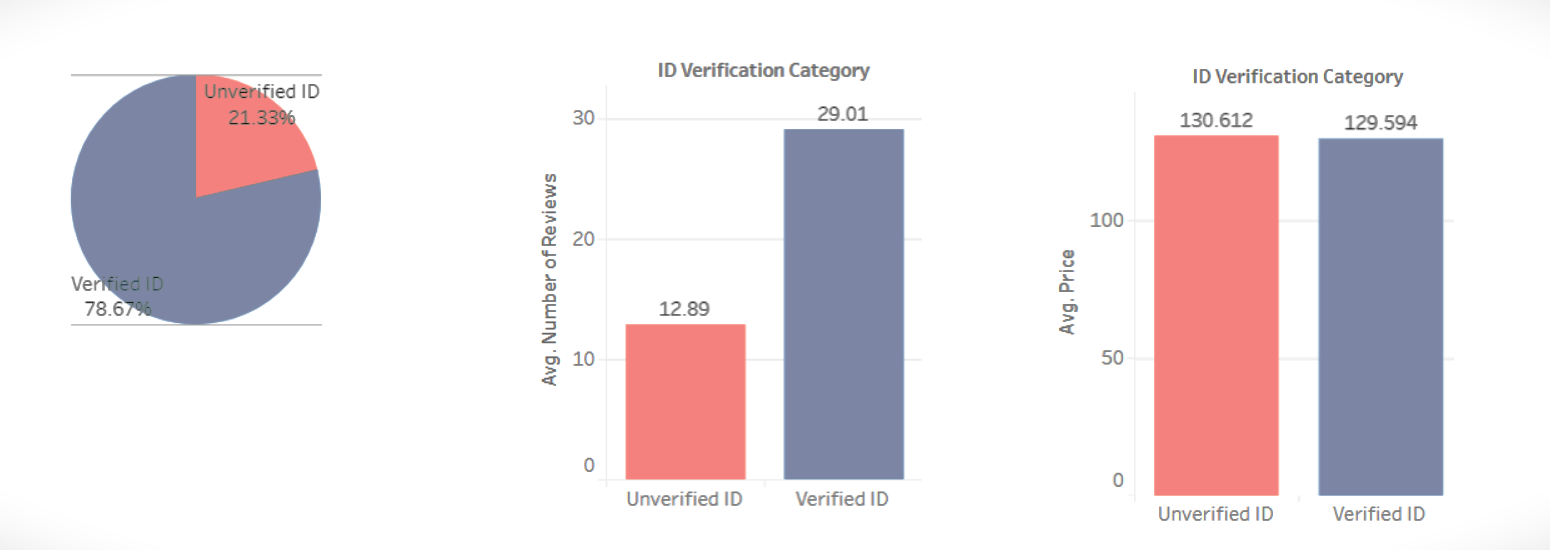 Unverified ID
21.33%
Verified ID
78.67%
ID Verification Category
Avg. Number of Reviews
30
20
10
0
12.89
29.01
Unverified ID
Verified ID
ID Verification Category
Avg. Price
100
50
0
130.612
129.594
Unverified ID
Verified ID